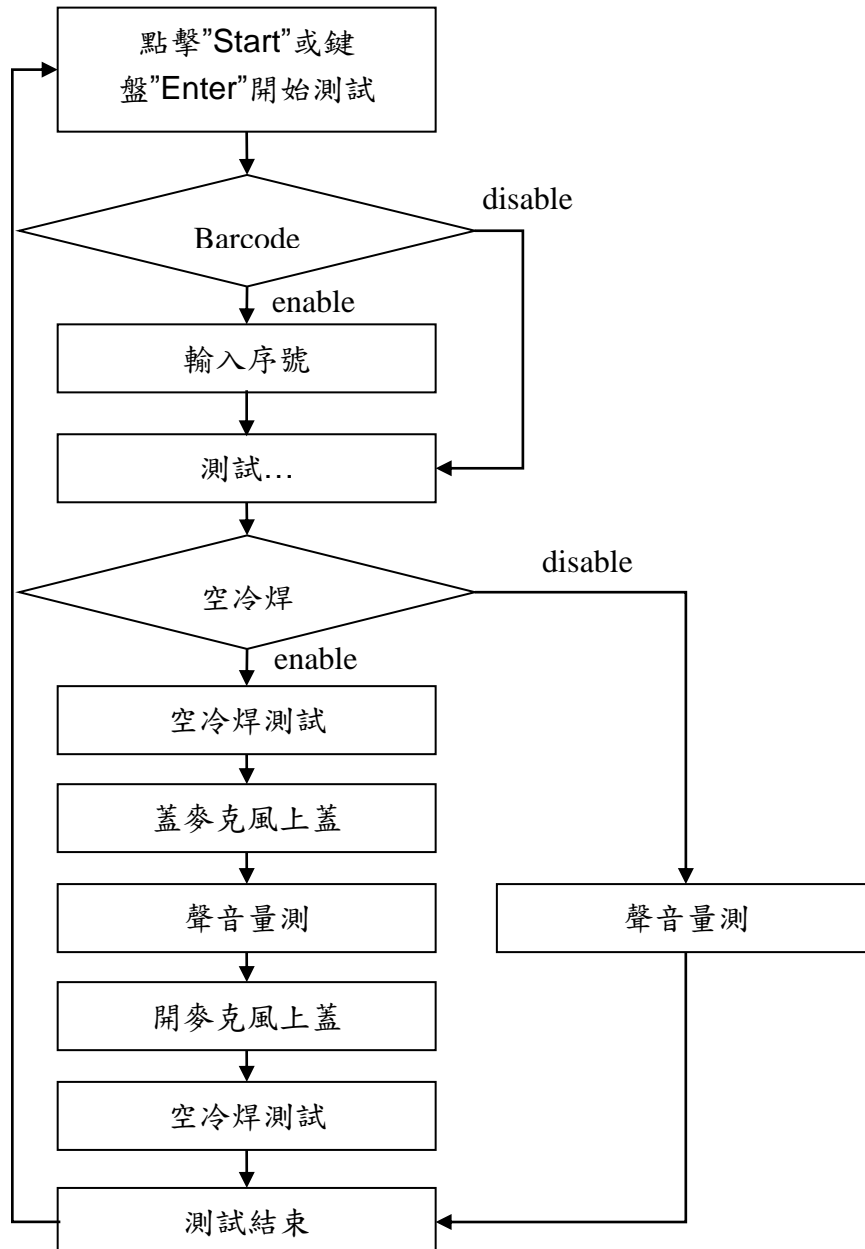 點擊”Start”或鍵
盤”Enter”開始測試
disable
Barcode
enable
輸入序號
測試…
disable
空冷焊
enable
空冷焊測試
蓋麥克風上蓋
聲音量測
聲音量測
開麥克風上蓋
空冷焊測試
測試結束